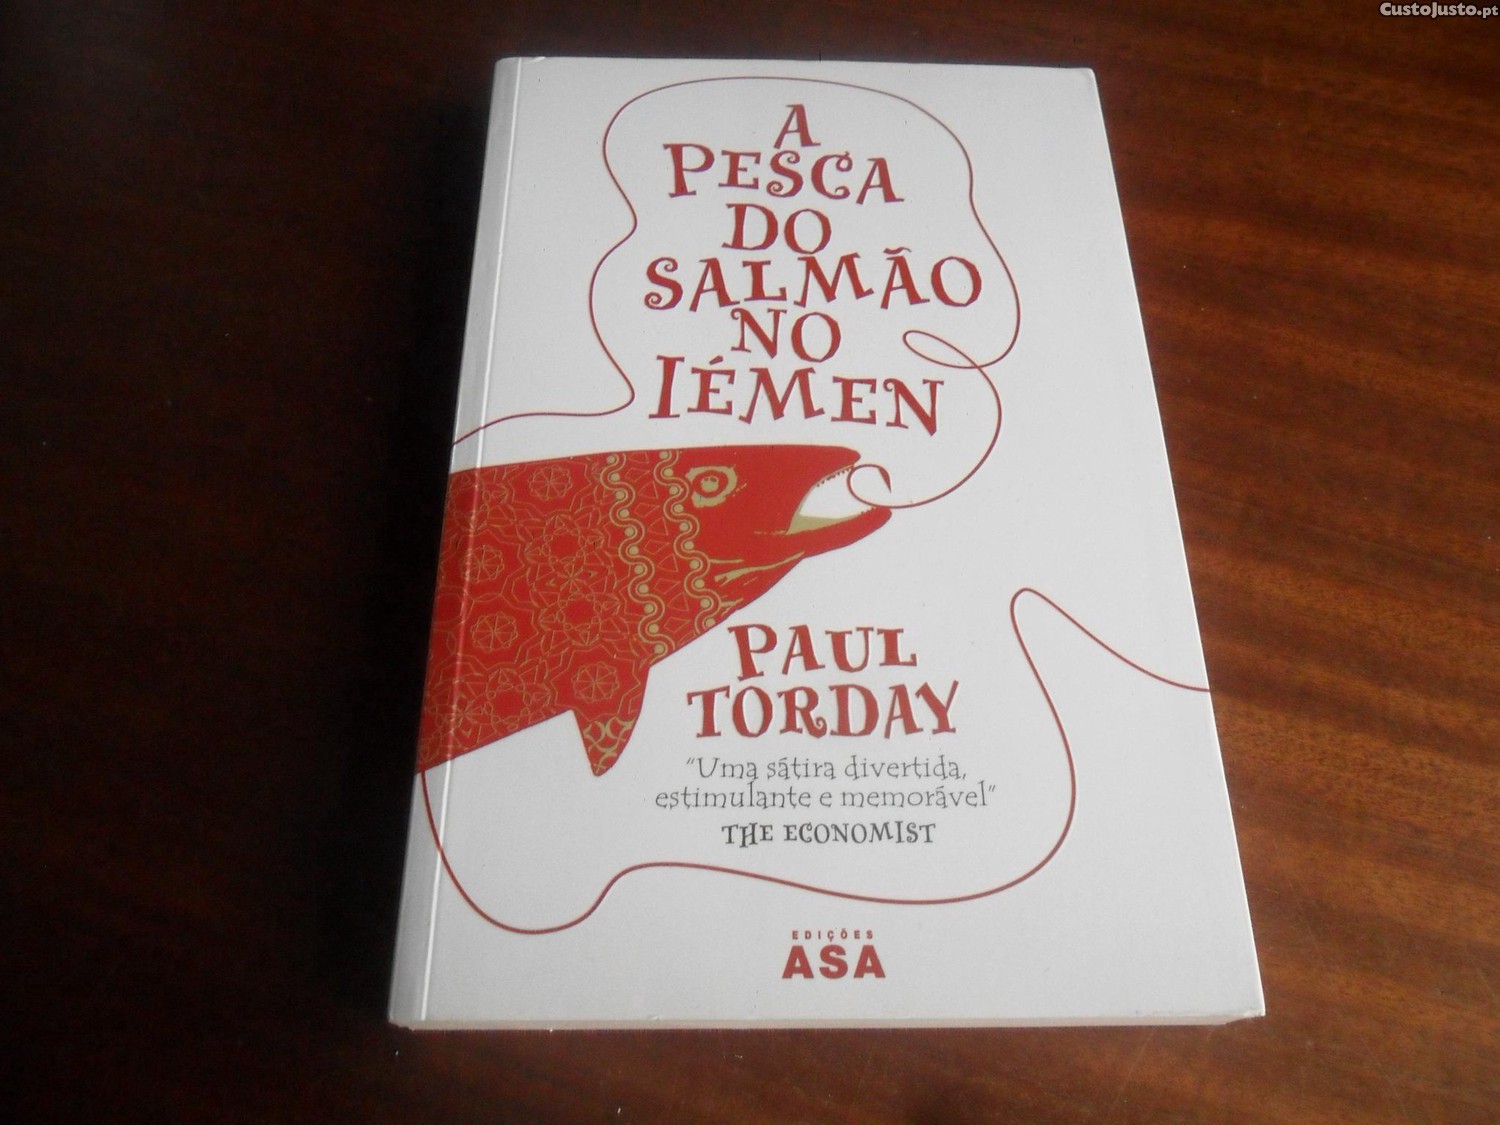 CustoJusto.pt
A
PESCA
DO
SALMÃO
NO
IÉMEN
PAUL
TORDAY
“Uma sátira divertida,
estimulante e memorável”
THE ECONOMIST
EDIÇÕES
ASA